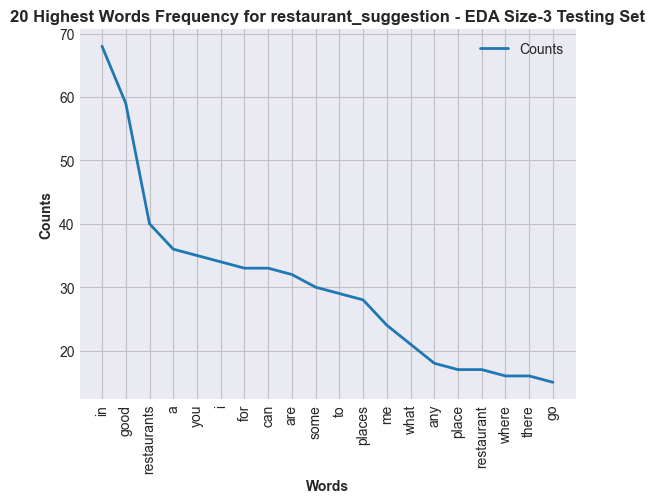 20 Highest Words Frequency for restaurant_suggestion - EDA Size-3 Testing Set
Counts
70
60
50
40
30
20
Counts
in
good
restaurants
a
you
i
for
can
are
some
to
places
me
what
any
place
restaurant
where
there
go
Words